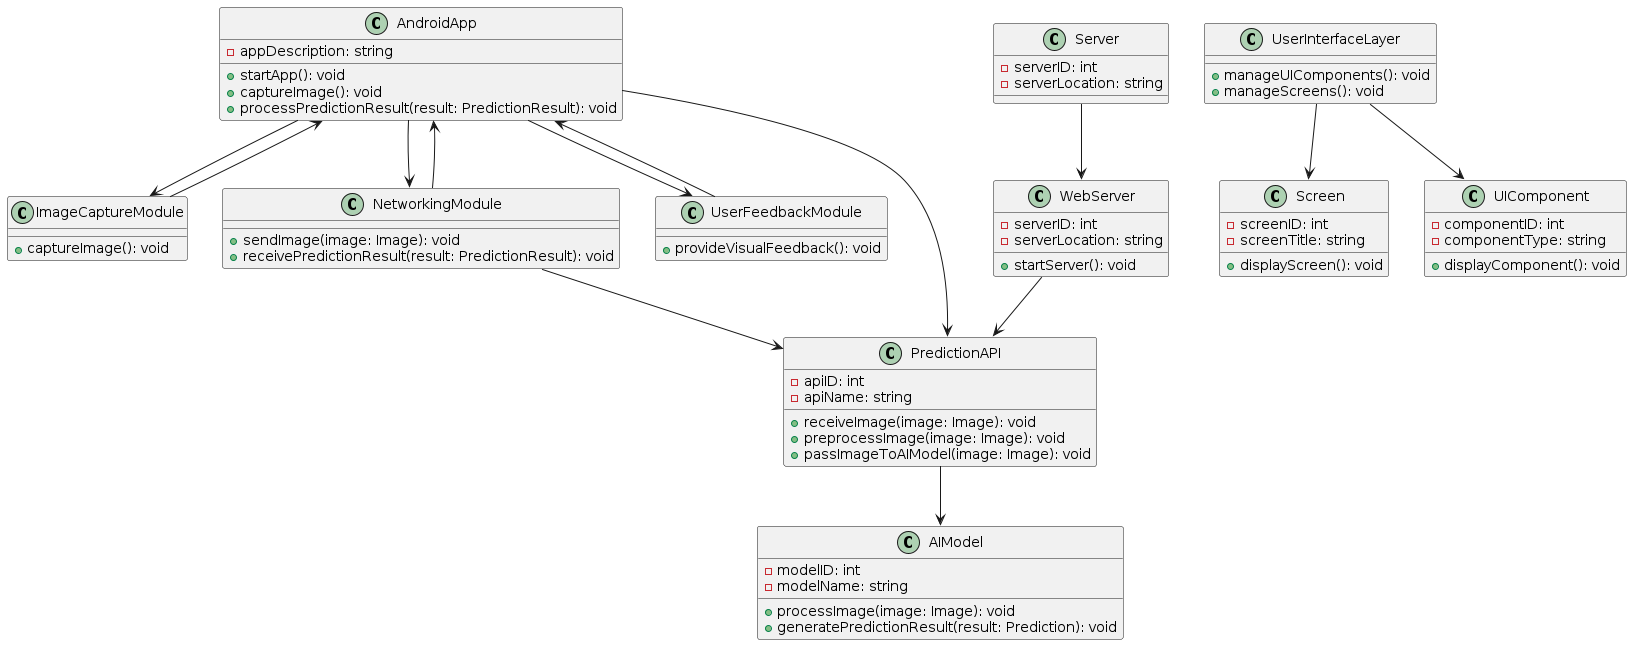 C AndroidApp
appDescription: string
startApp(): void
captureImage(): void
processPredictionResult(result: PredictionResult): void
C Server
serverID: int
serverLocation: string
C UserInterfaceLayer
manageUIComponents(): void
manageScreens(): void
C ImageCaptureModule
captureImage(): void
C NetworkingModule
sendImage(image: Image): void
receivePredictionResult(result: PredictionResult): void
C UserFeedbackModule
provideVisualFeedback(): void
C WebServer
serverID: int
serverLocation: string
startServer(): void
C Screen
screenID: int
screenTitle: string
displayScreen(): void
C UIComponent
componentID: int
componentType: string
displayComponent(): void
C PredictionAPI
apiID: int
apiName: string
receiveImage(image: Image): void
preprocessImage(image: Image): void
passImageToAIModel(image: Image): void
C AIModel
modelID: int
modelName: string
processImage(image: Image): void
generatePredictionResult(result: Prediction): void